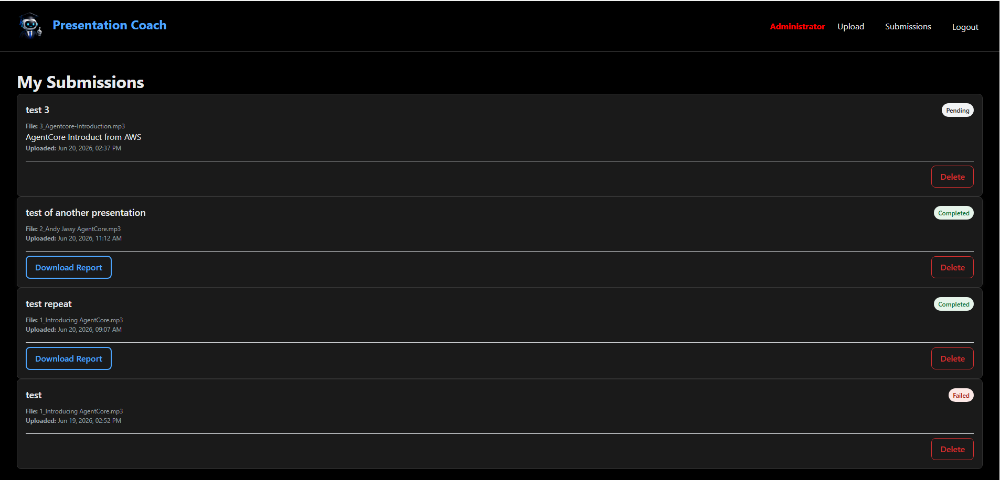 Presentation Coach
Administrator
Upload
Submissions
Logout
My Submissions
test 3
Pending
File: 3_Agentcore-Introduction.mp3
AgentCore Introduct from AWS
Uploaded: Jun 20, 2026, 02:37 PM
Delete
test of another presentation
Completed
File: 2_Andy Jassy AgentCore.mp3
Uploaded: Jun 20, 2026, 11:12 AM
Download Report
Delete
test repeat
Completed
File: 1_Introducing AgentCore.mp3
Uploaded: Jun 20, 2026, 09:07 AM
Download Report
Delete
test
Failed
File: 1_Introducing AgentCore.mp3
Uploaded: Jun 19, 2026, 02:52 PM
Delete